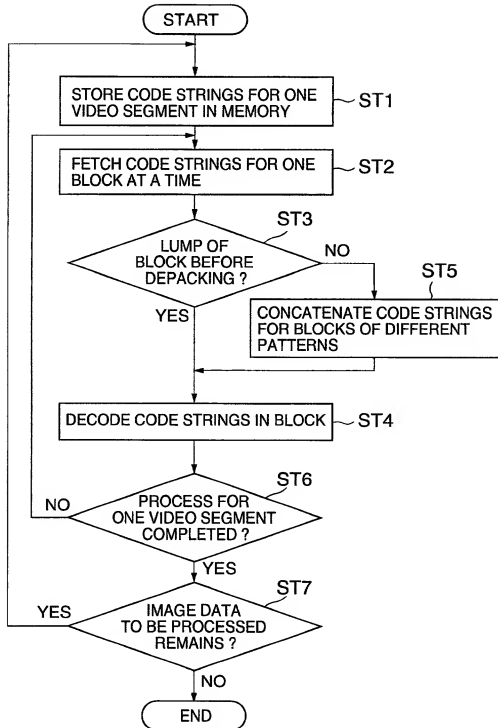 START
STORE CODE STRINGS FOR ONE
VIDEO SEGMENT IN MEMORY
ST1
FETCH CODE STRINGS FOR ONE
BLOCK AT A TIME
ST2
ST3
LUMP OF
BLOCK BEFORE
DEPACKING ?
NO
YES
ST5
CONCATENATE CODE STRINGS
FOR BLOCKS OF DIFFERENT
PATTERNS
DECODE CODE STRINGS IN BLOCK
ST4
ST6
NO
PROCESS FOR
ONE VIDEO SEGMENT
COMPLETED ?
YES
ST7
YES
IMAGE DATA
TO BE PROCESSED
REMAINS ?
NO
END